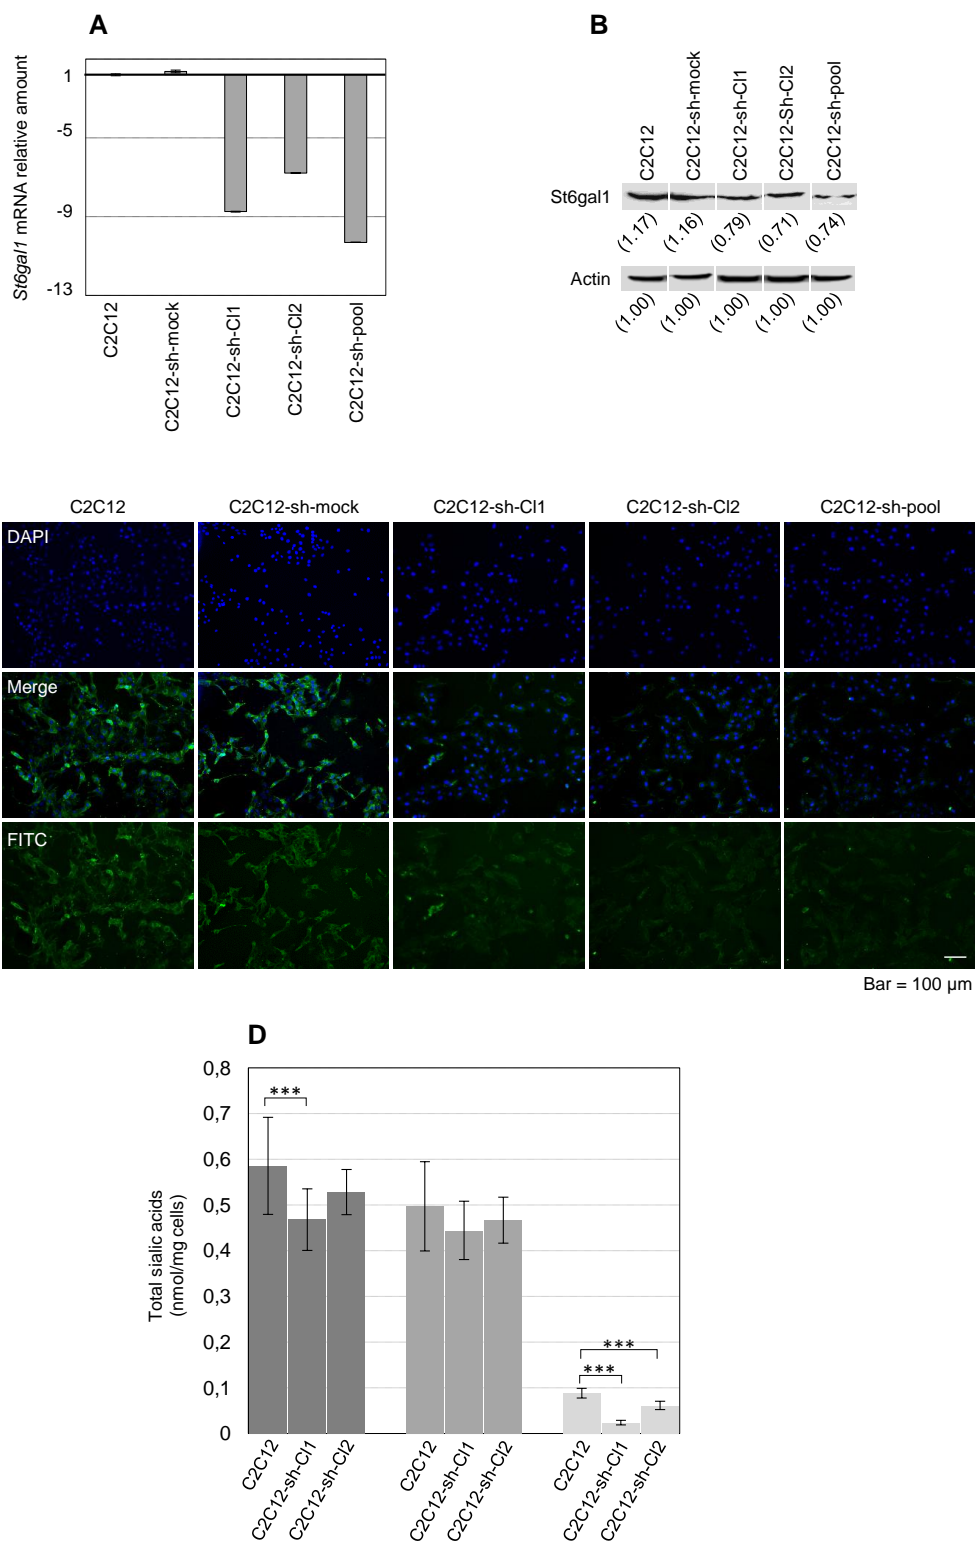 A
St6gal1 mRNA relative amount
1
-5
-9
-13
C2C12
C2C12-sh-mock
C2C12-sh-Cl1
C2C12-sh-Cl2
C2C12-sh-pool
B
C2C12
C2C12-sh-mock
C2C12-sh-Cl1
C2C12-Sh-Cl2
C2C12-sh-pool
St6gal1
(1.17)
(1.16)
(0.79)
(0.71)
(0.74)
Actin
(1.00)
(1.00)
(1.00)
(1.00)
(1.00)
C2C12
C2C12-sh-mock
C2C12-sh-Cl1
C2C12-sh-Cl2
C2C12-sh-pool
DAPI
Merge
FITC
Bar = 100 µm
D
Total sialic acids
(nmol/mg cells)
0,8
0,7
0,6
0,5
0,4
0,3
0,2
0,1
0
***
***
***
C2C12
C2C12-sh-Cl1
C2C12-sh-Cl2
C2C12
C2C12-sh-Cl1
C2C12-sh-Cl2
C2C12
C2C12-sh-Cl1
C2C12-sh-Cl2